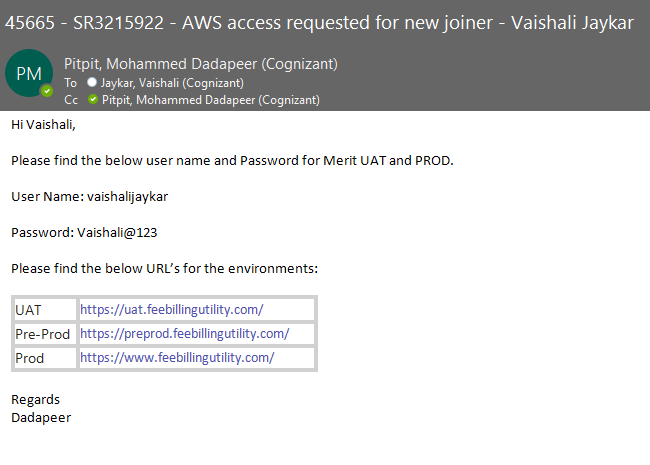 45665 - SR3215922 - AWS access requested for new joiner - Vaishali Jaykar
PM
Pitpit, Mohammed Dadapeer (Cognizant)
To Jaykar, Vaishali (Cognizant)
Cc Pitpit, Mohammed Dadapeer (Cognizant)
Hi Vaishali,
Please find the below user name and Password for Merit UAT and PROD.
User Name: vaishalijaykar
Password: Vaishali@123
Please find the below URL's for the environments:
UAT https://uat.feebillingutility.com/
Pre-Prod https://preprod.feebillingutility.com/
Prod https://www.feebillingutility.com/
Regards
Dadapeer